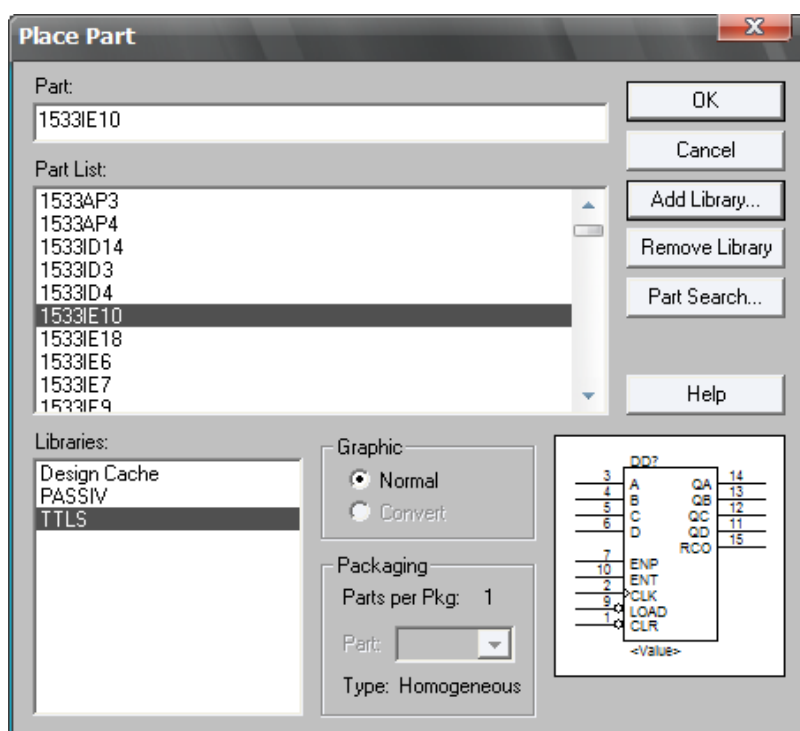 Place Part
Part:
1533IE10
OK
Cancel
Part List:
1533AP3
1533AP4
1533ID14
1533ID3
1533ID4
1533IE10
1533IE18
1533IE6
1533IE7
1533IE9
Add Library...
Remove Library
Part Search...
Help
Libraries:
Design Cache
PASSIV
TTLS
Graphic
Normal
Convert
Packaging
Parts per Pkg: 1
Part:
Type: Homogeneous
DD?
3 A QA 14
4 B QB 13
5 C QC 12
6 D QD 11
RCO 15
7 ENP
10 ENT
2 CLK
9 LOAD
1 CLR
<Value>